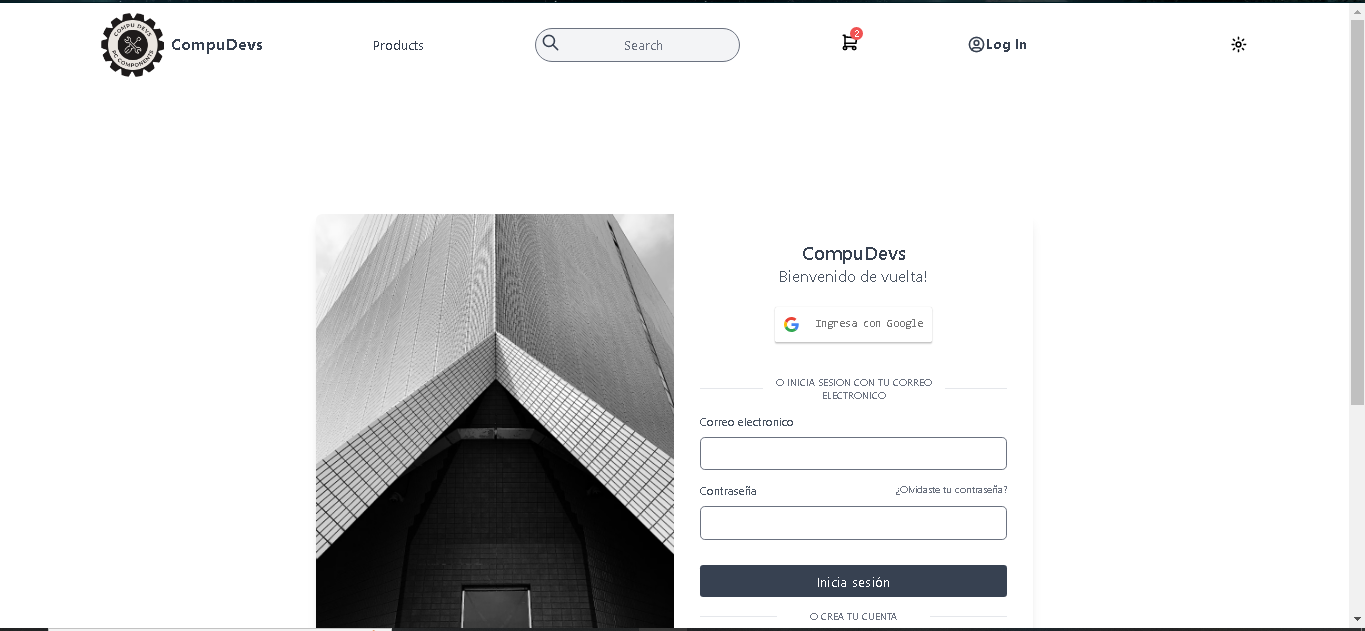 COMPU DEVS
PC COMPONENTS
CompuDevs
Products
Search
2
Log In
CompuDevs
Bienvenido de vuelta!
Ingresa con Google
O INICIA SESION CON TU CORREO
ELECTRONICO
Correo electronico
Contraseña
¿Olvidaste tu contraseña?
Inicia sesión
O CREA TU CUENTA